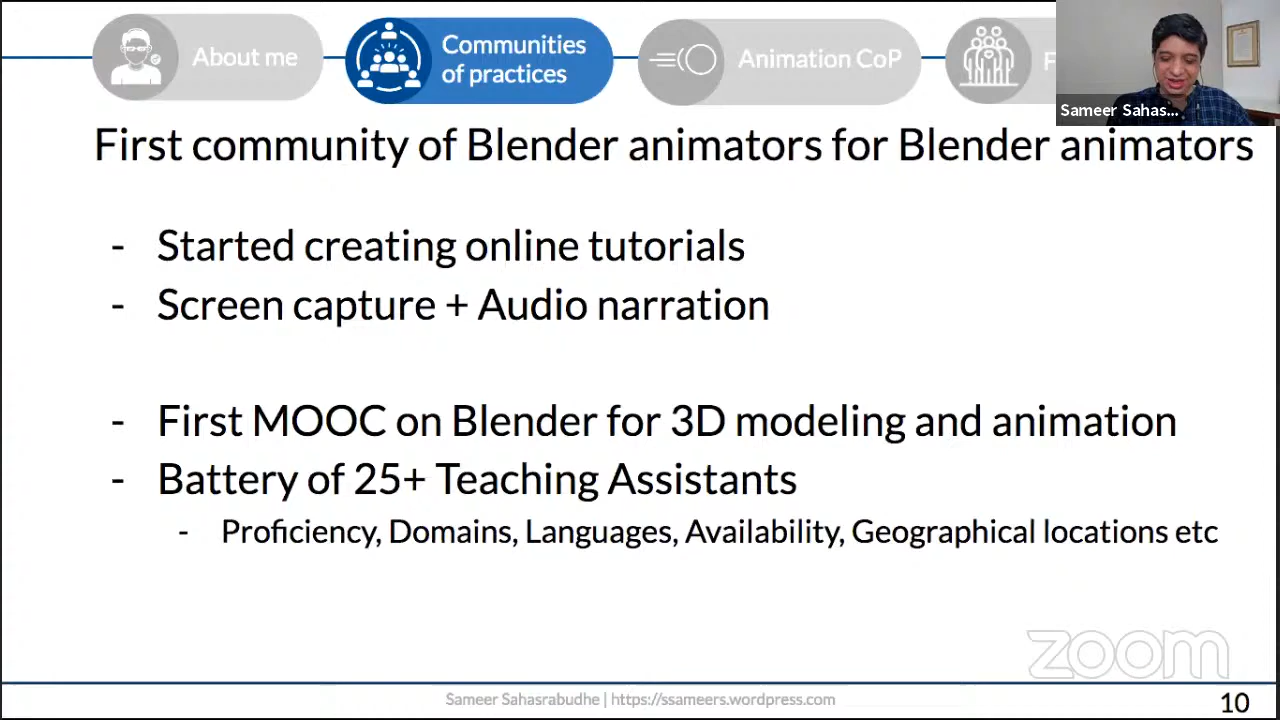 About me
Communities
of practices
Animation CoP
F
Sameer Sahas...
First community of Blender animators for Blender animators
- Started creating online tutorials
- Screen capture + Audio narration
- First MOOC on Blender for 3D modeling and animation
- Battery of 25+ Teaching Assistants
- Proficiency, Domains, Languages, Availability, Geographical locations etc
zoom
Sameer Sahasrabudhe | https://ssameers.wordpress.com
10